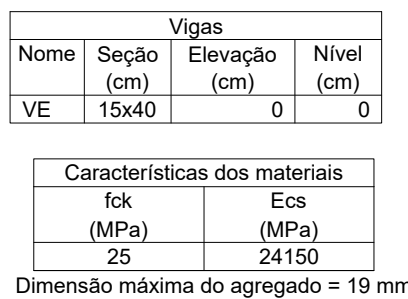 Vigas
Nome Seção Elevação Nível
(cm) (cm) (cm)
VE 15x40 0 0
Características dos materiais
fck Ecs
(MPa) (MPa)
25 24150
Dimensão máxima do agregado = 19 mm